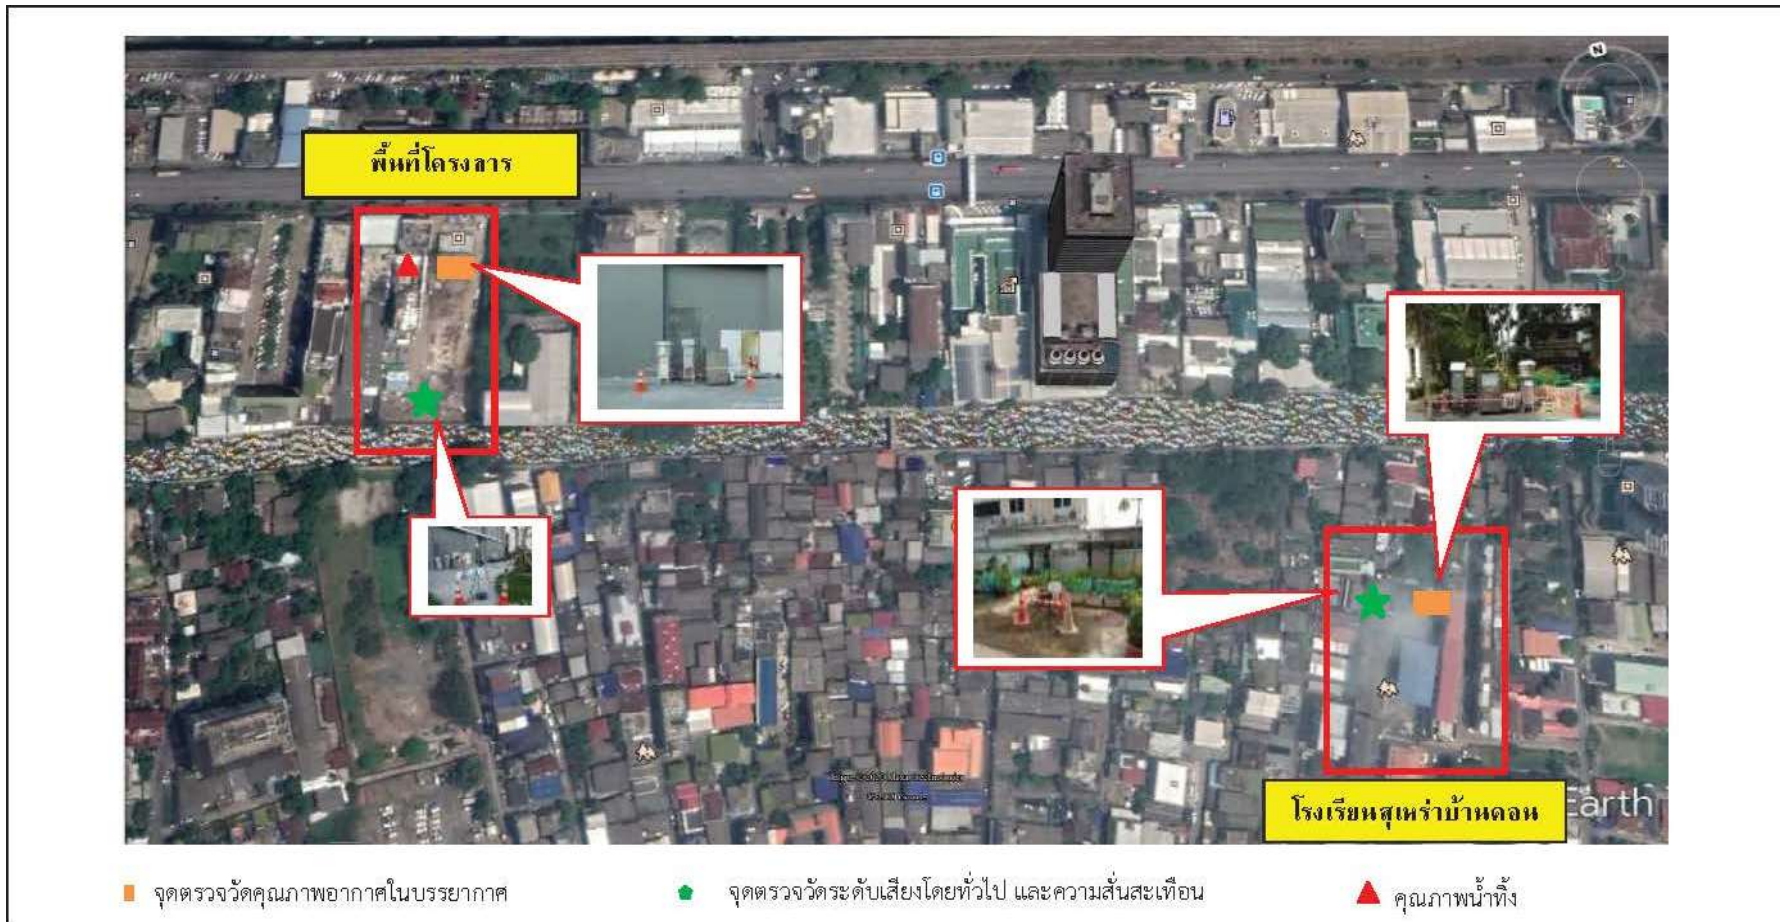 N
พื้นที่โครงการ
โรงเรียนสุเหร่าบ้านดอน
Earth
จุดตรวจวัดคุณภาพอากาศในบรรยากาศ
จุดตรวจวัดระดับเสียงโดยทั่วไป และความสั่นสะเทือน
คุณภาพน้ำทิ้ง